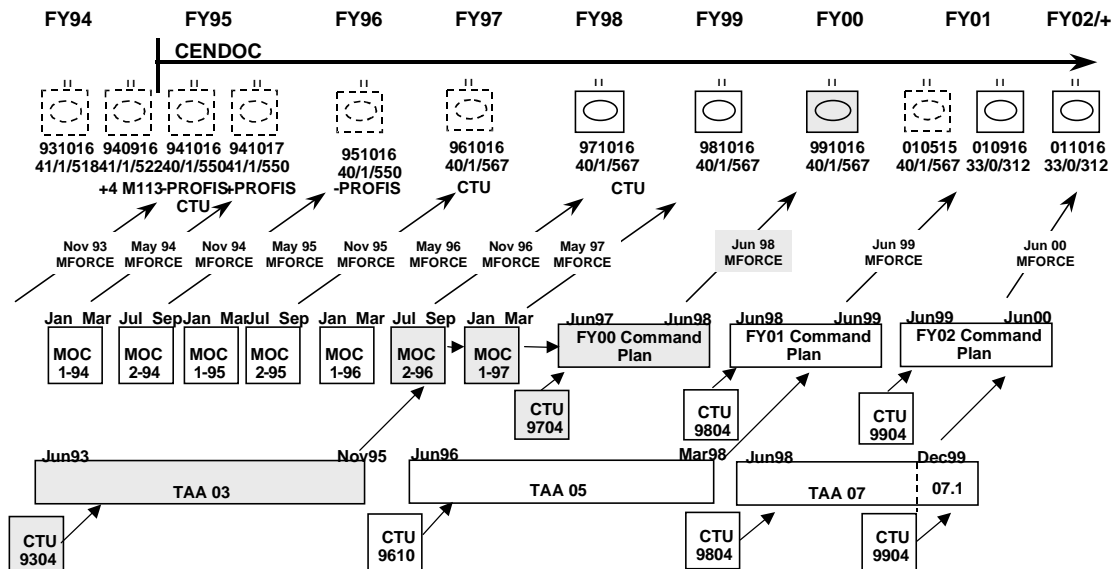 FY94 FY95 FY96 FY97 FY98 FY99 FY00 FY01 FY02/+
CENDOC
931016 940916 941016 941017 951016 961016 971016 981016 991016 010515 010916 011016
41/1/518 41/1/522 40/1/550 41/1/550 40/1/550 40/1/567 40/1/567 40/1/567 40/1/567 40/1/567 33/0/312 33/0/312
+4 M113 -PROFIS +PROFIS -PROFIS CTU CTU
CTU
Nov 93 May 94 Nov 94 May 95 Nov 95 May 96 Nov 96 May 97 Jun 98 Jun 99 Jun 00
MFORCE MFORCE MFORCE MFORCE MFORCE MFORCE MFORCE MFORCE MFORCE MFORCE MFORCE
Jan Mar Jul Sep Jan Mar Jul Sep Jan Mar Jul Sep Jan Mar Jun97 Jun98 Jun98 Jun99 Jun99 Jun00
MOC MOC MOC MOC MOC MOC MOC FY00 Command FY01 Command FY02 Command
1-94 2-94 1-95 2-95 1-96 2-96 1-97 Plan Plan Plan
CTU CTU CTU
9704 9804 9904
Jun93 Nov95 Jun96 Mar98 Jun98 Dec99
TAA 03 TAA 05 TAA 07 07.1
CTU CTU CTU CTU
9304 9610 9804 9904